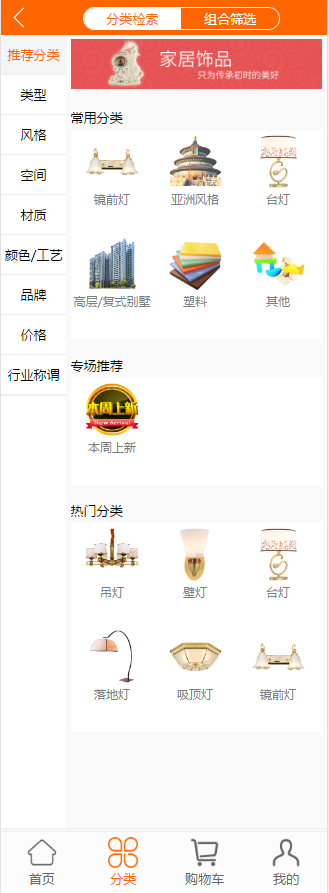 分类检索
组合筛选
推荐分类
类型
风格
空间
材质
颜色/工艺
品牌
价格
行业称谓
家居饰品
只为传承初时的美好
常用分类
镜前灯
亚洲风格
台灯
高层/复式别墅
塑料
其他
专场推荐
本周上新
New Arrival
本周上新
热门分类
吊灯
壁灯
台灯
落地灯
吸顶灯
镜前灯
首页
分类
购物车
我的